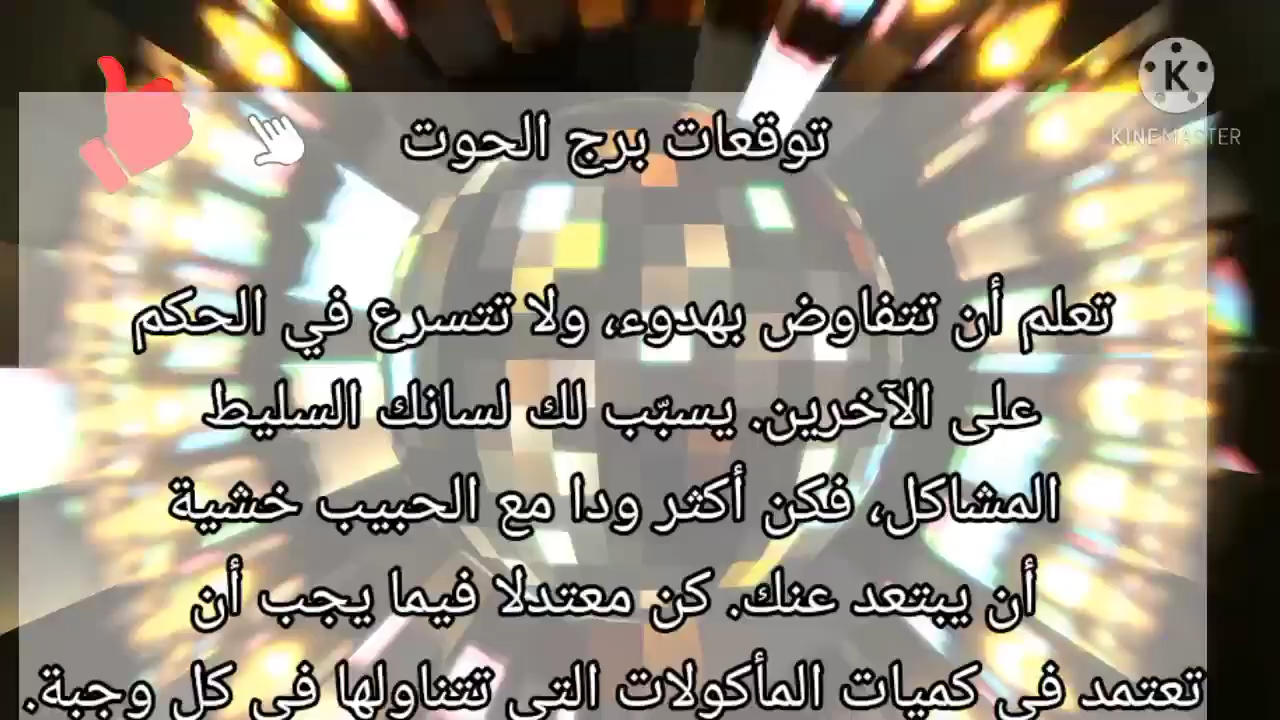 توقعات برج الحوت
تعلم أن تتفاوض بهدوء، ولا تتسرع في الحكم
على الآخرين. يسبّب لك لسانك السليط
المشاكل، فكن أكثر ودا مع الحبيب خشية
أن يبتعد عنك. كن معتدلا فيما يجب أن
تعتمد في كميات المأكولات التي تتناولها في كل وجبة.
K
KINEMASTER